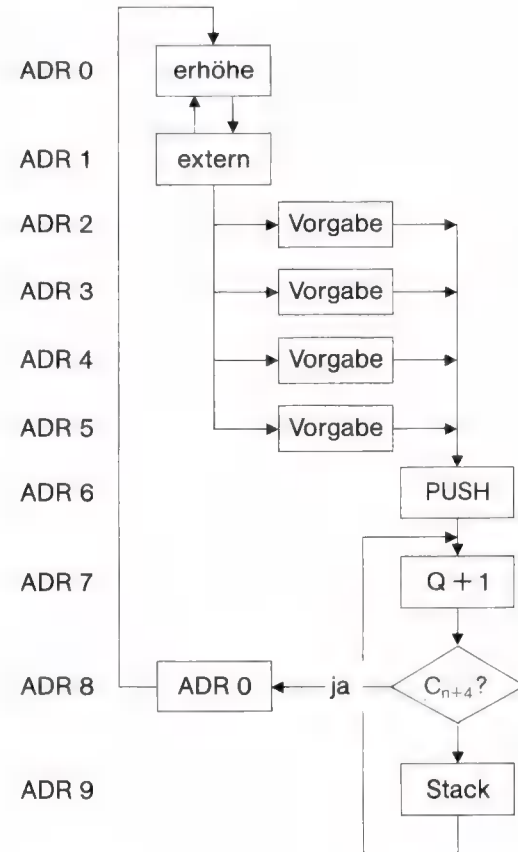 ADR 0 erhöhe
ADR 1 extern
ADR 2 Vorgabe
ADR 3 Vorgabe
ADR 4 Vorgabe
ADR 5 Vorgabe
ADR 6 PUSH
ADR 7 Q + 1
ADR 8 ADR 0 ja Cn+4?
ADR 9 Stack